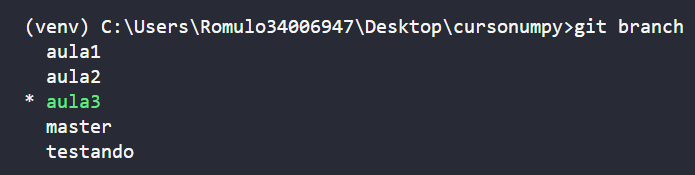 (venv) C:\Users\Romulo34006947\Desktop\cursonumpy>git branch
aula1
aula2
* aula3
master
testando